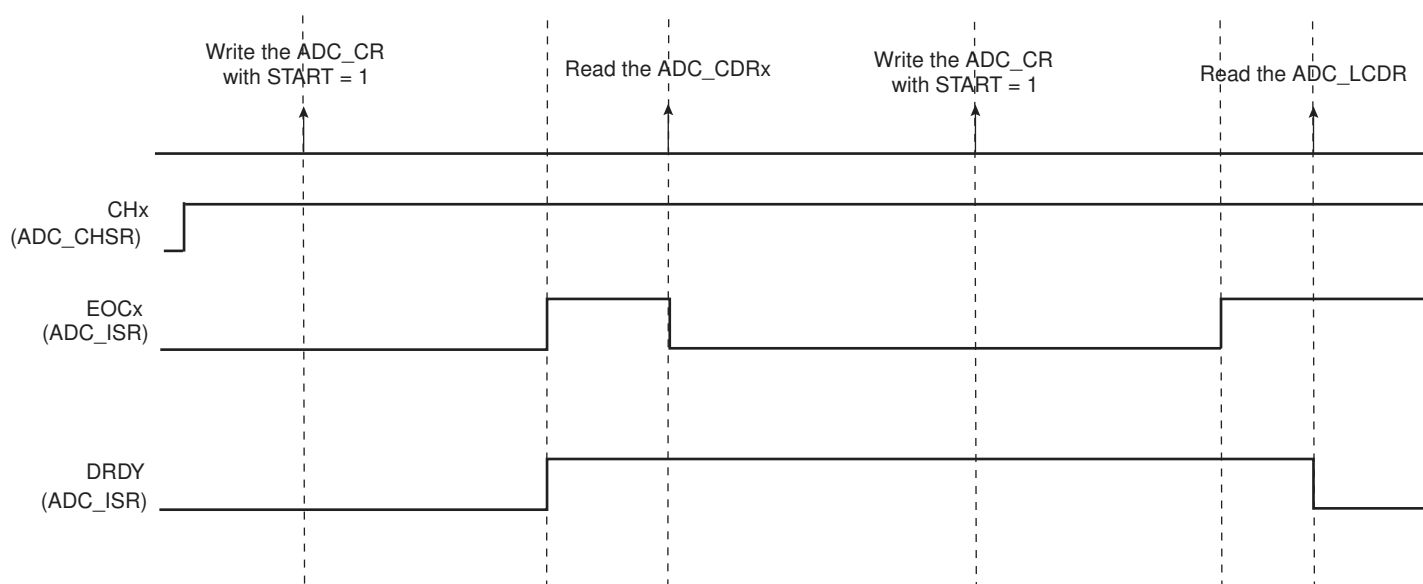 Write the ADC_CR
with START = 1
Read the ADC_CDRx
Write the ADC_CR
with START = 1
Read the ADC_LCDR
CHx
(ADC_CHSR)
EOCx
(ADC_ISR)
DRDY
(ADC_ISR)